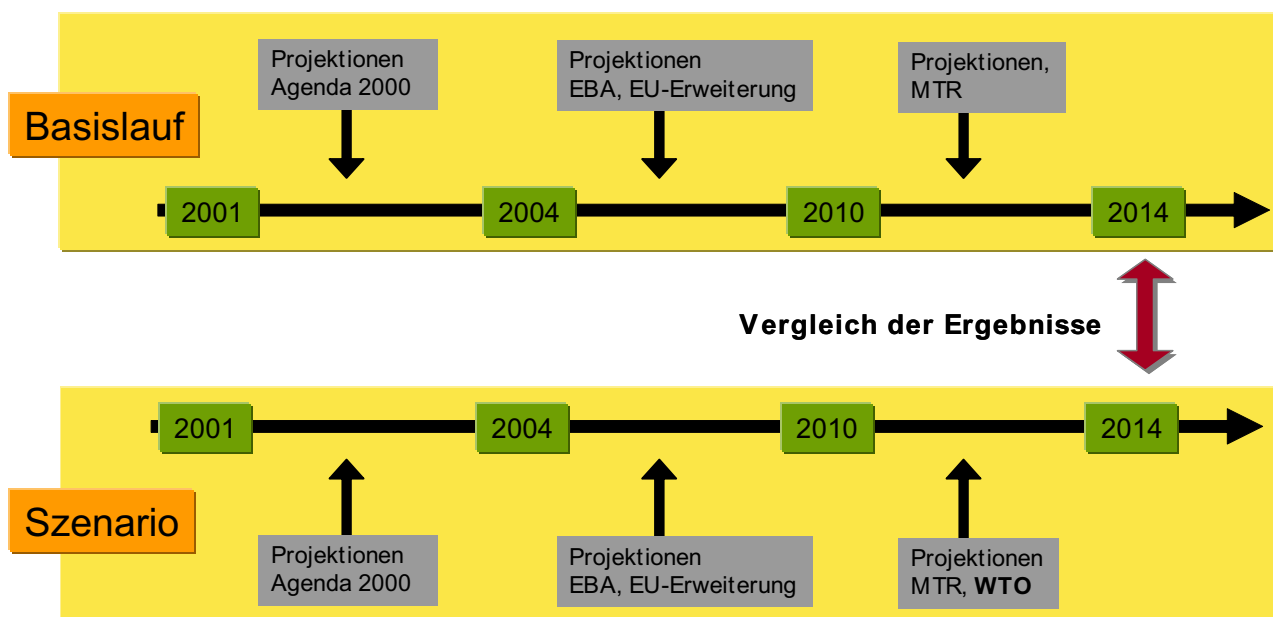 Projektionen
Agenda 2000
Projektionen
EBA, EU-Erweiterung
Projektionen,
MTR
Basislauf
2001
2004
2010
2014
Vergleich der Ergebnisse
2001
2004
2010
2014
Szenario
Projektionen
Agenda 2000
Projektionen
EBA, EU-Erweiterung
Projektionen
MTR, WTO